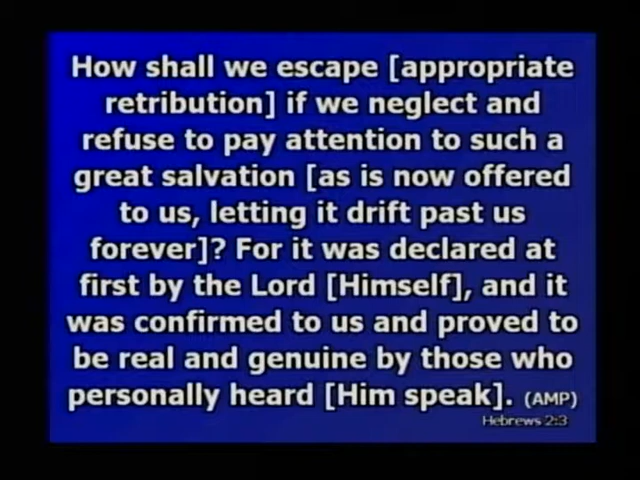 How shall we escape [appropriate
retribution] if we neglect and
refuse to pay attention to such a
great salvation [as is now offered
to us, letting it drift past us
forever]? For it was declared at
first by the Lord [Himself], and it
was confirmed to us and proved to
be real and genuine by those who
personally heard [Him speak]. (AMP)
Hebrews 2:3